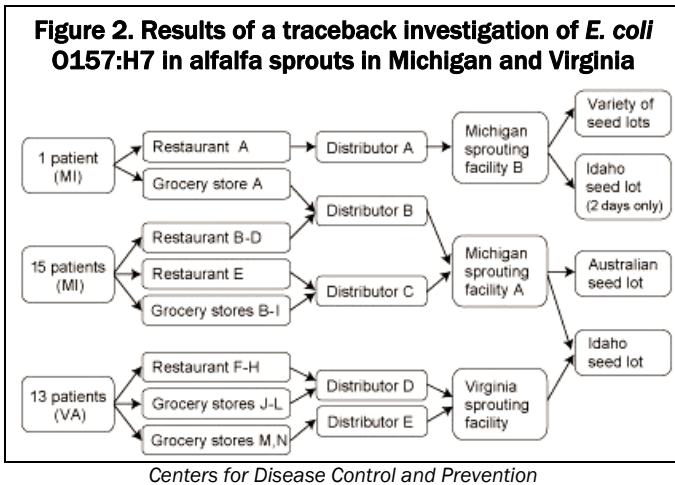 Figure 2. Results of a traceback investigation of E. coli
O157:H7 in alfalfa sprouts in Michigan and Virginia
1 patient
(MI)
Restaurant A
Grocery store A
Distributor A
Michigan
sprouting
facility B
Variety of
seed lots
Idaho
seed lot
(2 days only)
15 patients
(MI)
Restaurant B-D
Restaurant E
Grocery stores B-I
Distributor B
Distributor C
Michigan
sprouting
facility A
Australian
seed lot
Idaho
seed lot
13 patients
(VA)
Restaurant F-H
Grocery stores J-L
Grocery stores M,N
Distributor D
Distributor E
Virginia
sprouting
facility
Centers for Disease Control and Prevention